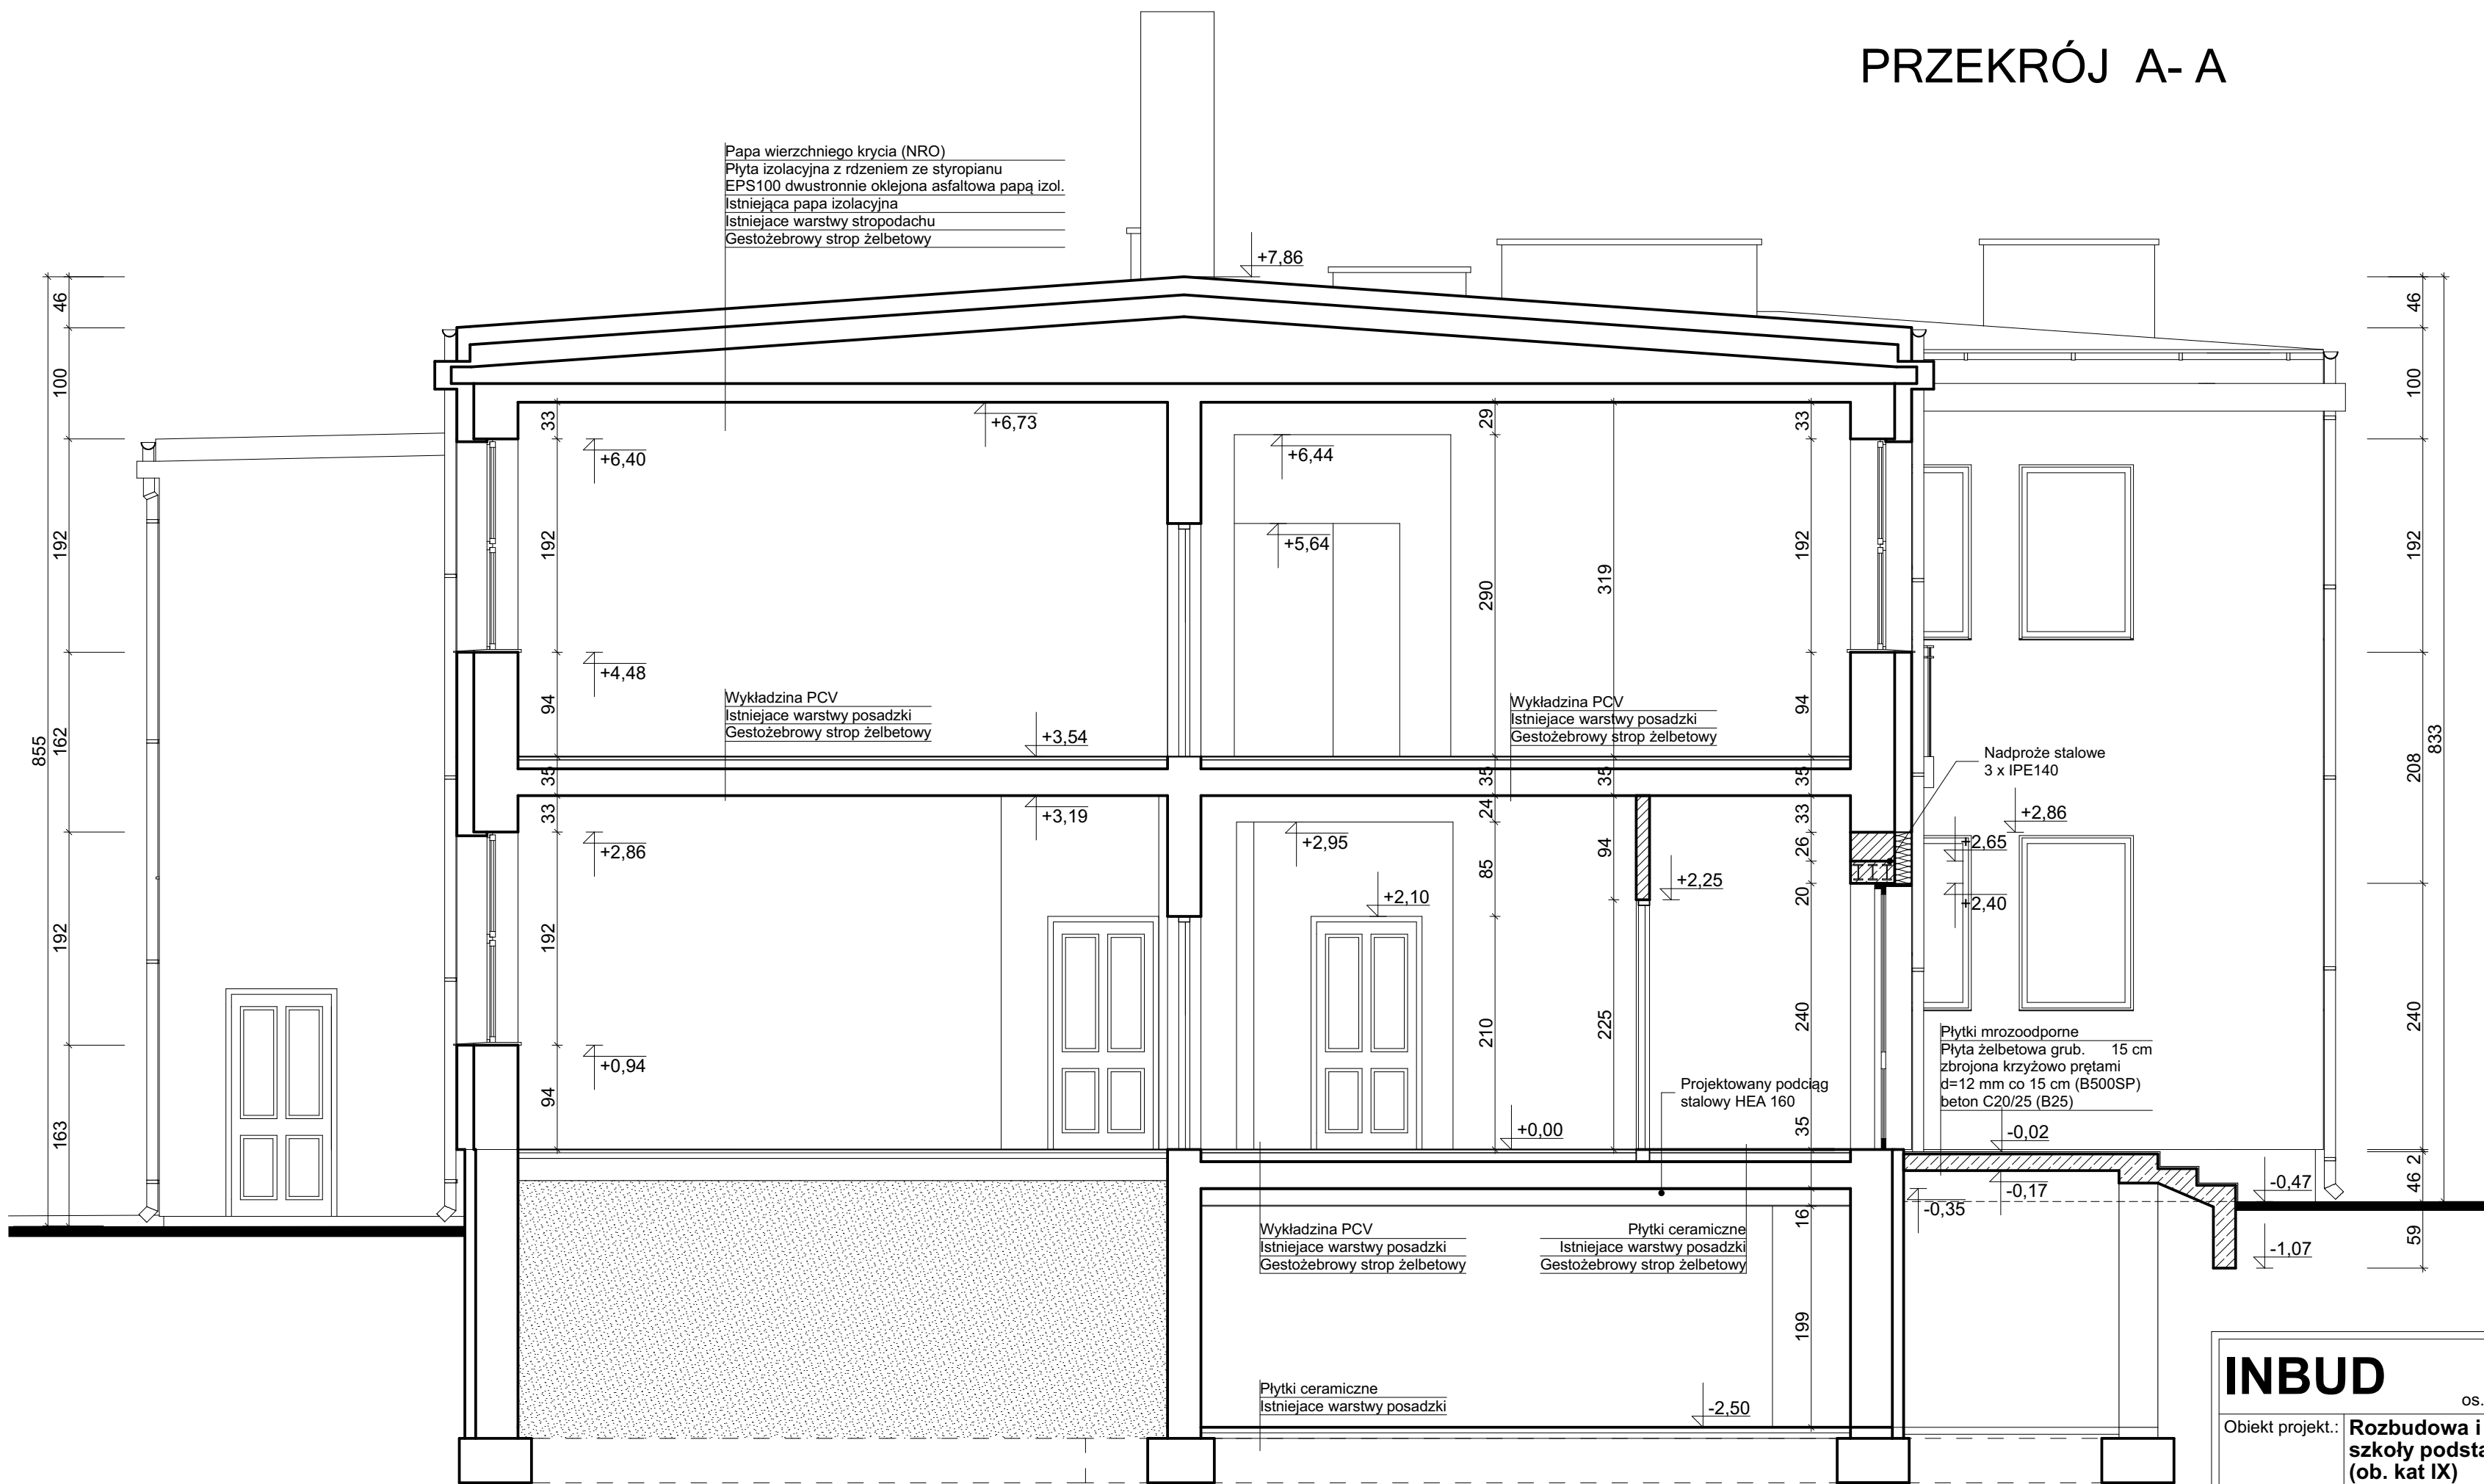 PRZEKRÓJ A- A
Papa wierzchniego krycia (NRO)
Płyta izolacyjna z rdzeniem ze styropianu
EPS100 dwustronnie oklejona asfaltowa papą izol.
Istniejąca papa izolacyjna
Istniejace warstwy stropodachu
Gestożebrowy strop żelbetowy
+7,86
46
100
192
162
192
163
855
33
192
94
35
33
192
94
+6,40
+4,48
+2,86
+0,94
+6,73
Wykładzina PCV
Istniejace warstwy posadzki
Gestożebrowy strop żelbetowy
+3,54
+3,19
+6,44
+5,64
29
290
35
24
85
210
319
35
94
225
33
192
94
35
33
26
20
240
35
16
199
Wykładzina PCV
Istniejace warstwy posadzki
Gestożebrowy strop żelbetowy
Nadproże stalowe
3 x IPE140
+2,86
+2,65
+2,40
+2,95
+2,10
+2,25
+0,00
Projektowany podciąg
stalowy HEA 160
Płytki mrozoodporne
Płyta żelbetowa grub. 15 cm
zbrojona krzyżowo prętami
d=12 mm co 15 cm (B500SP)
beton C20/25 (B25)
-0,02
-0,17
-0,35
-0,47
-1,07
46
100
192
208
240
2
46
59
833
Wykładzina PCV
Istniejace warstwy posadzki
Gestożebrowy strop żelbetowy
Płytki ceramiczne
Istniejace warstwy posadzki
Gestożebrowy strop żelbetowy
Płytki ceramiczne
Istniejace warstwy posadzki
-2,50
INBUD
os.
Obiekt projekt.:
Rozbudowa i
szkoły podsta
(ob. kat IX)